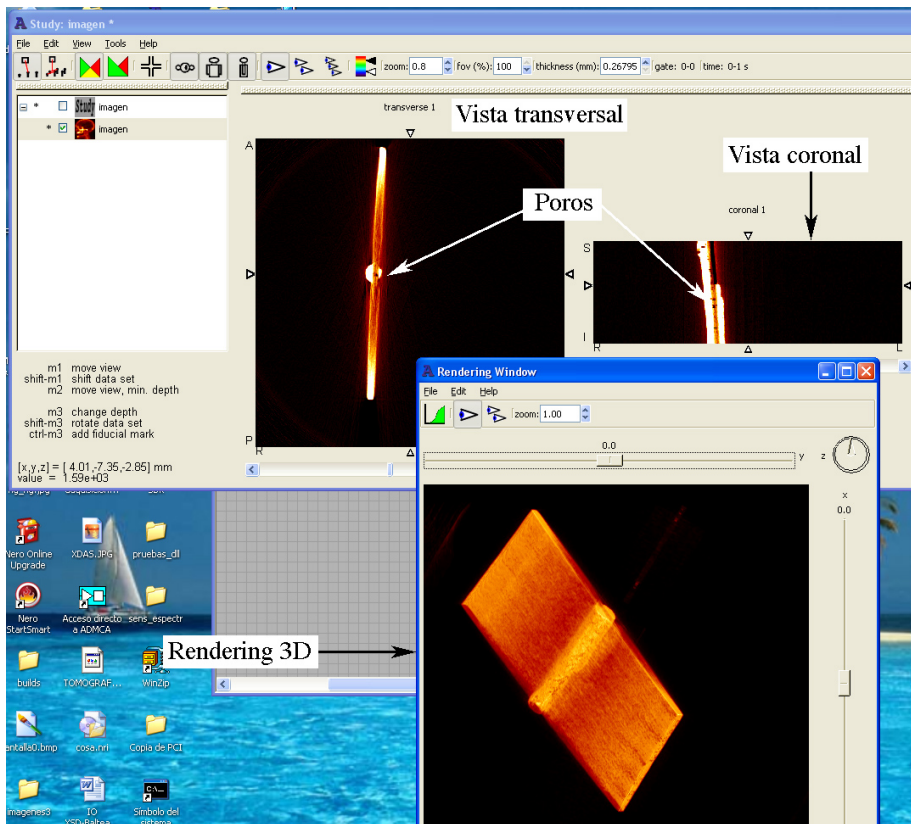 Study: imagen *
File Edit View Tools Help
zoom: 0.8 fov (%): 100 thickness (mm): 0.26795 gate: 0-0 time: 0-1 s
* Study imagen
* imagen
transverse 1
Vista transversal
A
P
R
Vista coronal
coronal 1
S
I
R
L
Poros
m1 move view
shift-m1 shift data set
m2 move view, min. depth
m3 change depth
shift-m3 rotate data set
ctrl-m3 add fiducial mark
[x,y,z] = [ 4.01,-7.35,-2.85] mm
value = 1.59e+03
Rendering Window
File Edit Help
zoom: 1.00
0.0
y
z
x
0.0
Rendering 3D
Nero Online Upgrade
XDAS.JPG
pruebas_dll
Nero StartSmart
Acceso directo a ADMCA
sens_espectr
builds
TOMOGRAF...
WinZip
antalla0.bmp
cosa.nri
Copia de PCI
imagenes3
IO
Símbolo del sistema